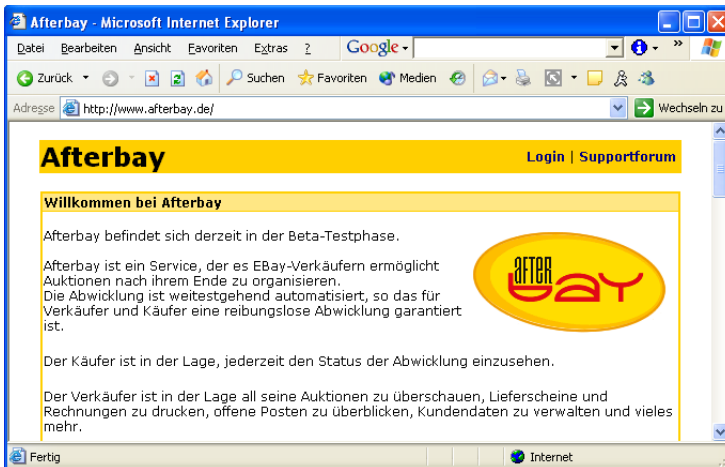 Afterbay - Microsoft Internet Explorer
Datei Bearbeiten Ansicht Favoriten Extras ? Google
Zurück Suchen Favoriten Medien
Adresse http://www.afterbay.de/ Wechseln zu
Afterbay Login | Supportforum
Willkommen bei Afterbay
Afterbay befindet sich derzeit in der Beta-Testphase.
AFTER
bay
Afterbay ist ein Service, der es EBay-Verkäufern ermöglicht
Auktionen nach ihrem Ende zu organisieren.
Die Abwicklung ist weitestgehend automatisiert, so das für
Verkäufer und Käufer eine reibungslose Abwicklung garantiert
ist.
Der Käufer ist in der Lage, jederzeit den Status der Abwicklung einzusehen.
Der Verkäufer ist in der Lage all seine Auktionen zu überschauen, Lieferscheine und
Rechnungen zu drucken, offene Posten zu überblicken, Kundendaten zu verwalten und vieles
mehr.
Fertig Internet